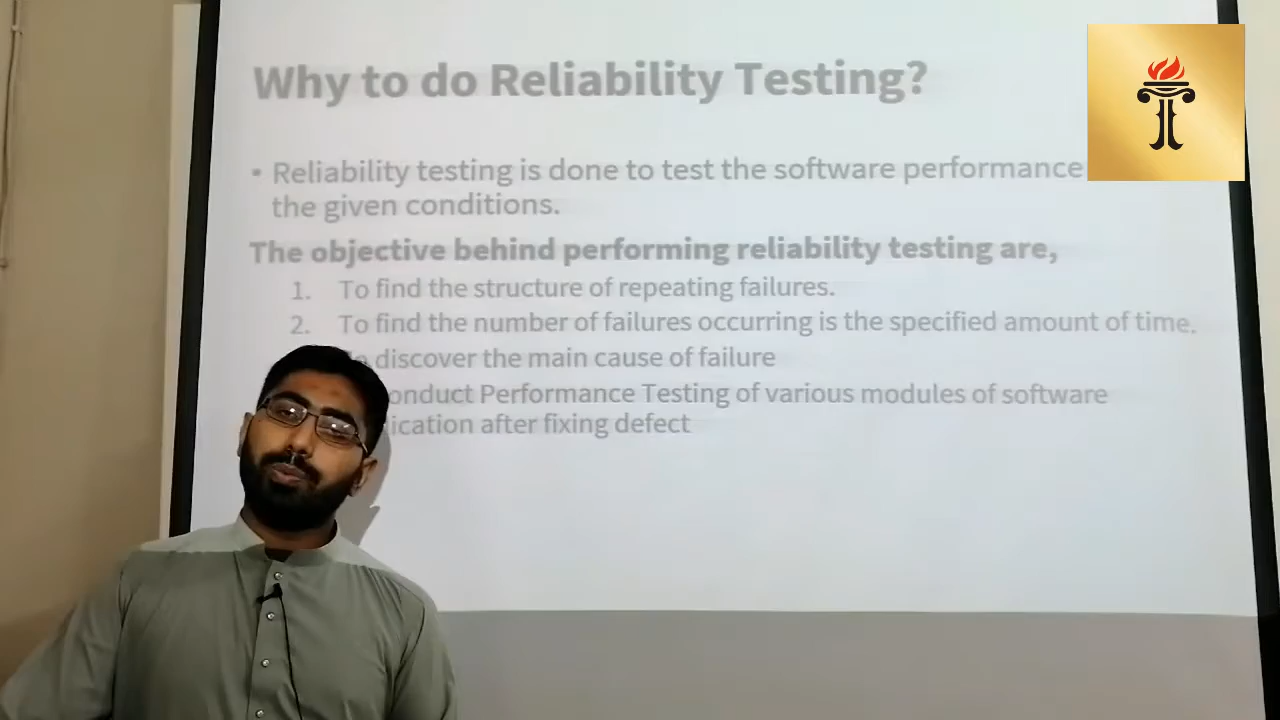 Why to do Reliability Testing?
• Reliability testing is done to test the software performance
the given conditions.
The objective behind performing reliability testing are,
1. To find the structure of repeating failures.
2. To find the number of failures occurring is the specified amount of time.
discover the main cause of failure
Performance Testing of various modules of software
after fixing defect